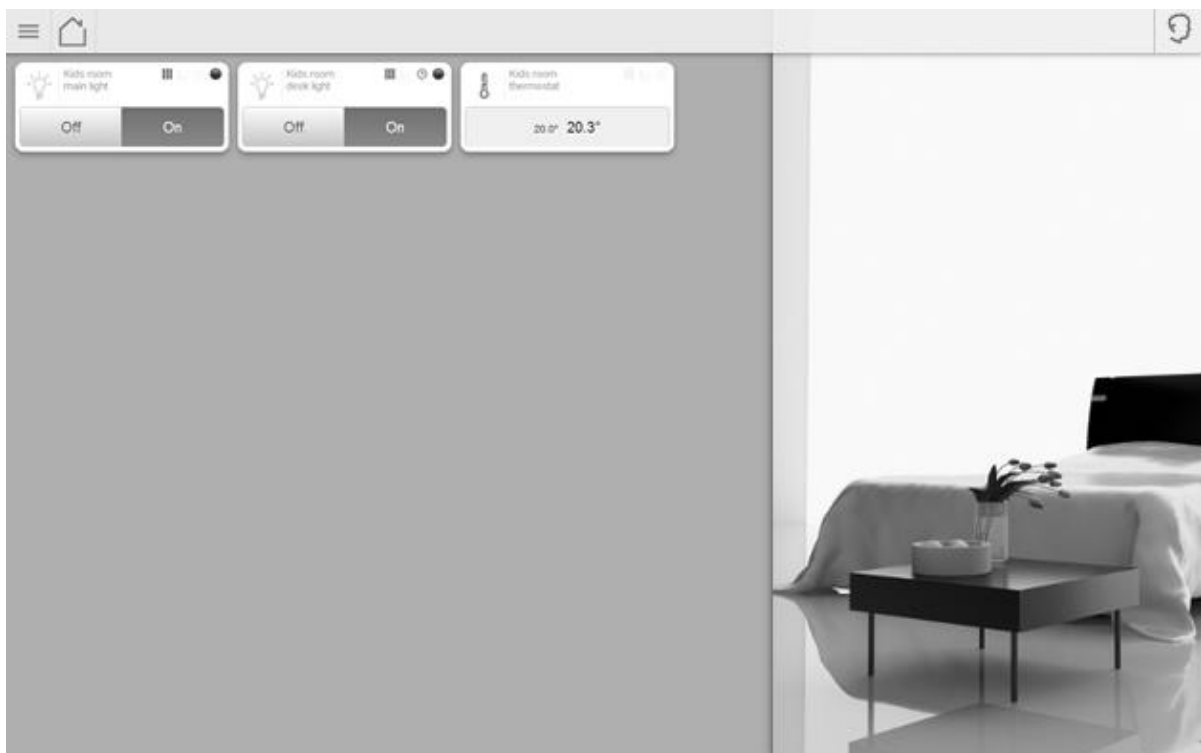 Kids room
main light
Off
On
Kids room
desk light
Off
On
Kids room
thermostat
20.0° 20.3°